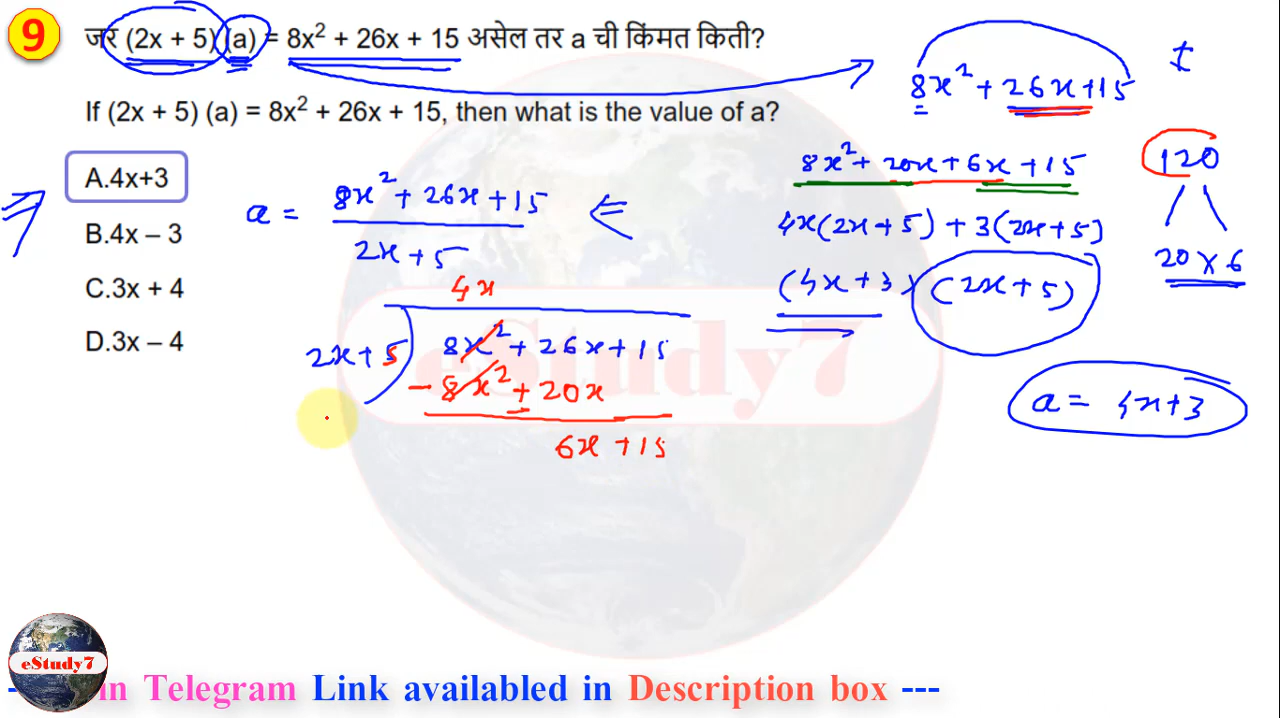 9
जर (2x + 5) (a) = 8x² + 26x + 15 असेल तर a ची किंमत किती?
If (2x + 5) (a) = 8x² + 26x + 15, then what is the value of a?
A.4x+3
B.4x – 3
C.3x + 4
D.3x – 4
a = 8x² + 26x + 15
2x + 5
4x
2x + 5 8x² + 26x + 15
- 8x² + 20x
6x + 15
8x² + 26x + 15
8x² + 20x + 6x + 15
4x(2x + 5) + 3(2x + 5)
(4x + 3) (2x + 5)
120
20 x 6
a = 4x + 3
eStudy7
eStudy7
in Telegram Link availabled in Description box ---